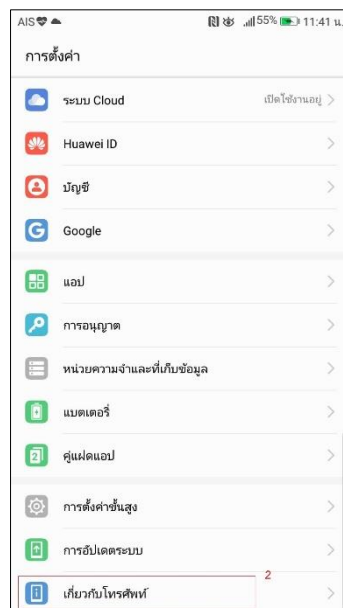 AIS 55% 11:41 น.
การตั้งค่า
ระบบ Cloud เปิดใช้งานอยู่
Huawei ID
บัญชี
Google
แอป
การอนุญาต
หน่วยความจำและที่เก็บข้อมูล
แบตเตอรี่
คู่แฝดแอป
การตั้งค่าขั้นสูง
การอัปเดตระบบ
2
เกี่ยวกับโทรศัพท์